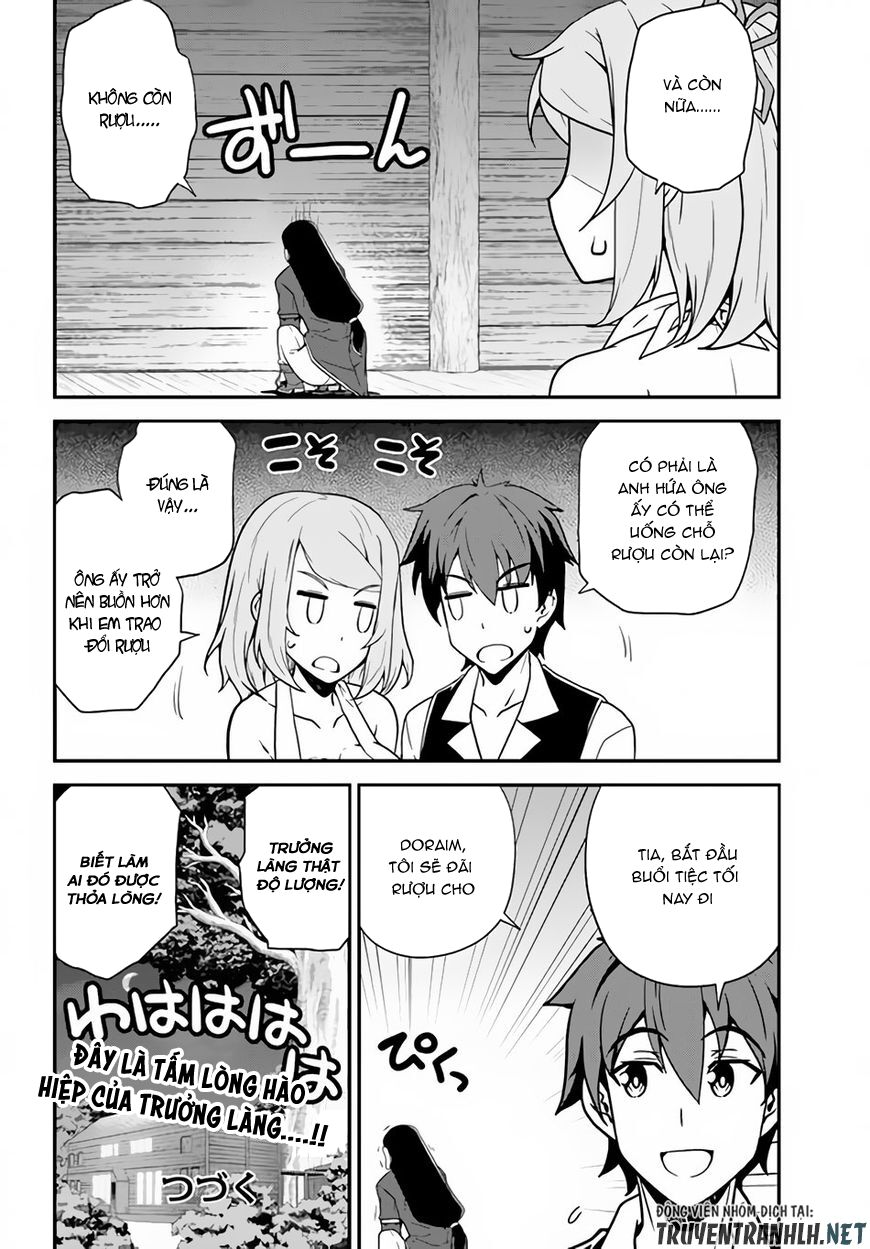 VÀ CÒN
NỮA......
KHÔNG CÒN
RƯỢU.....
ずーん
CÓ PHẢI LÀ
ANH HỨA ÔNG
ẤY CÓ THỂ
UỐNG CHỖ
RƯỢU CÒN LẠI?
こそ
こそ
ĐÚNG LÀ
VẬY...
ÔNG ẤY TRỞ
NÊN BUỒN HƠN
KHI EM TRAO
ĐỔI RƯỢU
TIA, BẮT ĐẦU
BUỔI TIỆC TỐI
NAY ĐI
DORAIM,
TÔI SẼ ĐÃI
RƯỢU CHO
ぴくっ
TRƯỞNG
LÀNG THẬT
ĐỘ LƯỢNG!
BIẾT LÀM
AI ĐÓ ĐƯỢC
THỎA LÒNG!
わはははは
ĐÂY LÀ TẤM LÒNG HÀO
HIỆP CỦA TRƯỞNG LÀNG....!!
つづく
ĐỘNG VIÊN NHÓM DỊCH TẠI:
TRUYENTRANHLH.NET